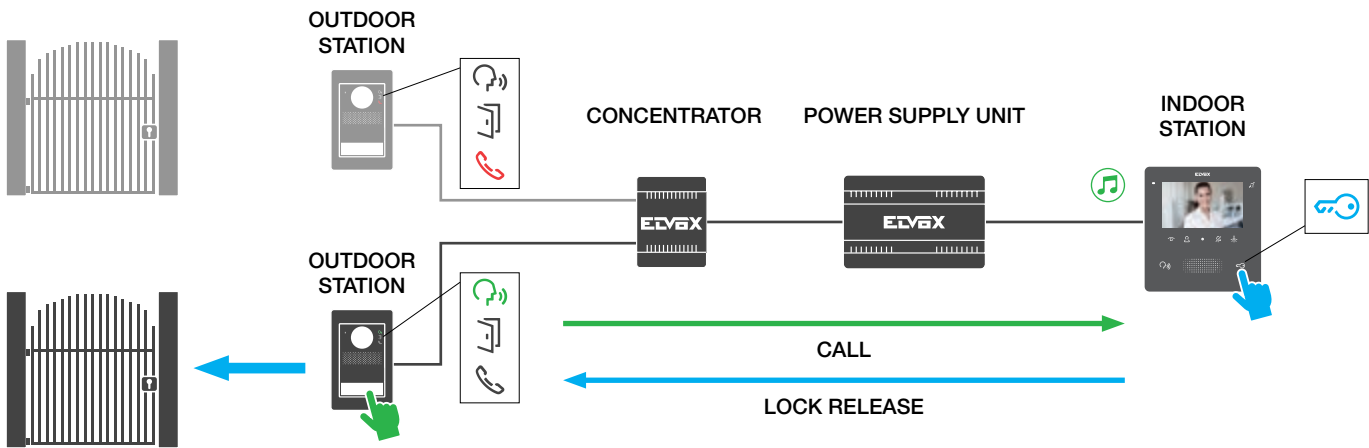 OUTDOOR
STATION
CONCENTRATOR
POWER SUPPLY UNIT
INDOOR
STATION
ELVOX
ELVOX
ELVOX
OUTDOOR
STATION
CALL
LOCK RELEASE